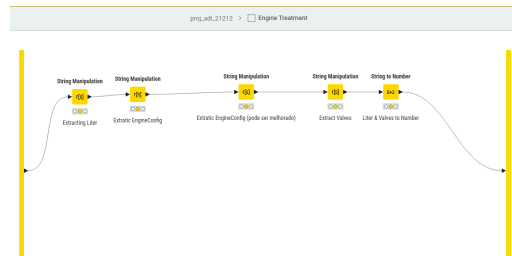 proj_adi_21212 > Engine Treatment
String Manipulation
Extracting Liter
String Manipulation
Extratic EngineConfig
String Manipulation
Extratic EngineConfig (pode ser melhorado)
String Manipulation
Extract Valves
String to Number
Liter & Valves to Number